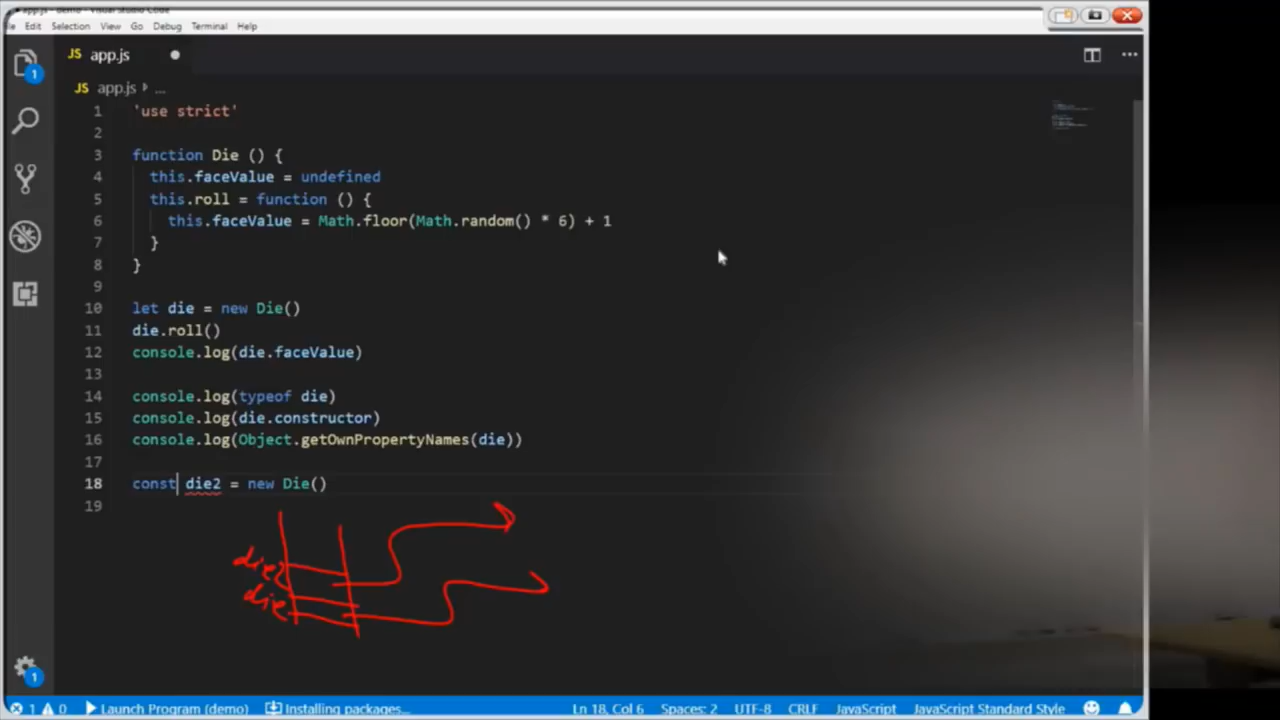 app.js - demo - Visual Studio Code
le Edit Selection View Go Debug Terminal Help
JS app.js
JS app.js ...
1 'use strict'
2
3 function Die () {
4 this.faceValue = undefined
5 this.roll = function () {
6 this.faceValue = Math.floor(Math.random() * 6) + 1
7 }
8 }
9
10 let die = new Die()
11 die.roll()
12 console.log(die.faceValue)
13
14 console.log(typeof die)
15 console.log(die.constructor)
16 console.log(Object.getOwnPropertyNames(die))
17
18 const die2 = new Die()
19
die2
die
1
1
1 0 Launch Program (demo) Installing packages... Ln 18, Col 6 Spaces: 2 UTF-8 CRLF JavaScript JavaScript Standard Style